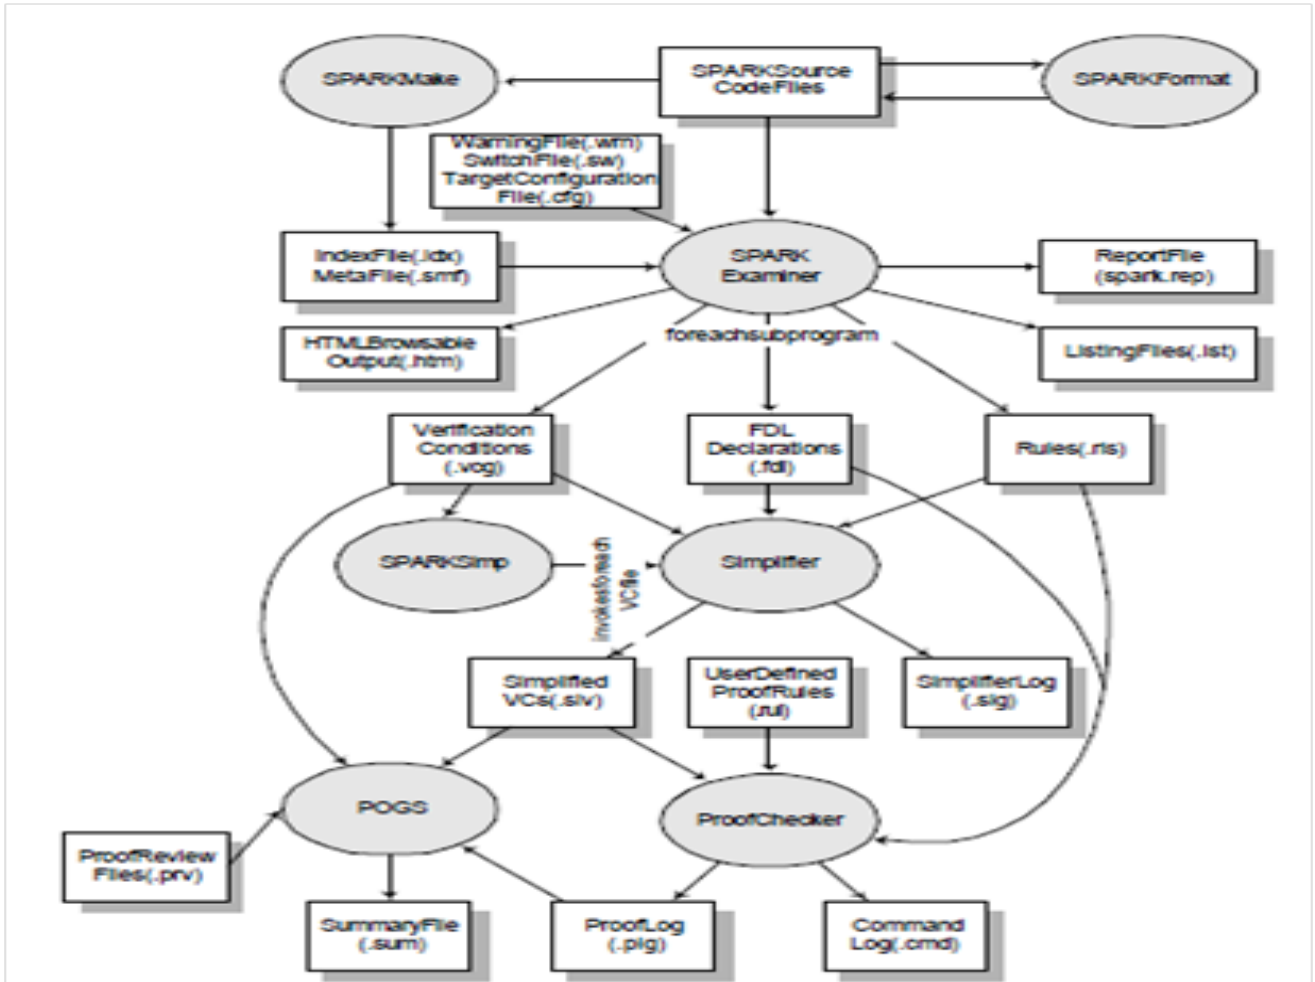 SPARKMake
SPARKSource
CodeFiles
SPARKFormat
WarningFile(.wrn)
SwitchFile(.sw)
TargetConfiguration
File(.cfg)
IndexFile(.idx)
MetaFile(.smf)
SPARK
Examiner
ReportFile
(spark.rep)
HTMLBrowsable
Output(.htm)
foreachsubprogram
ListingFiles(.lst)
Verification
Conditions
(.vcg)
FDL
Declarations
(.fdl)
Rules(.rls)
SPARKSimp
invokesforeach
VCfile
Simplifier
Simplified
VCs(.siv)
UserDefined
ProofRules
(.rul)
SimplifierLog
(.slg)
POGS
ProofChecker
ProofReview
Files(.prv)
SummaryFile
(.sum)
ProofLog
(.plg)
Command
Log(.cmd)